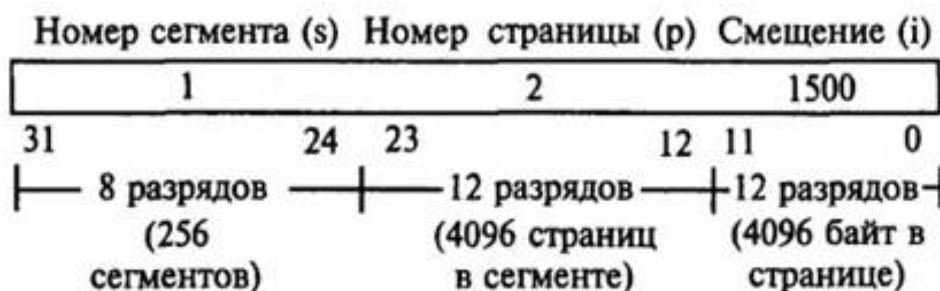 Номер сегмента (s) Номер страницы (p) Смещение (i)
1 2 1500
31 24 23 12 11 0
8 разрядов 12 разрядов 12 разрядов
(256 (4096 страниц (4096 байт в
сегментов) в сегменте) странице)